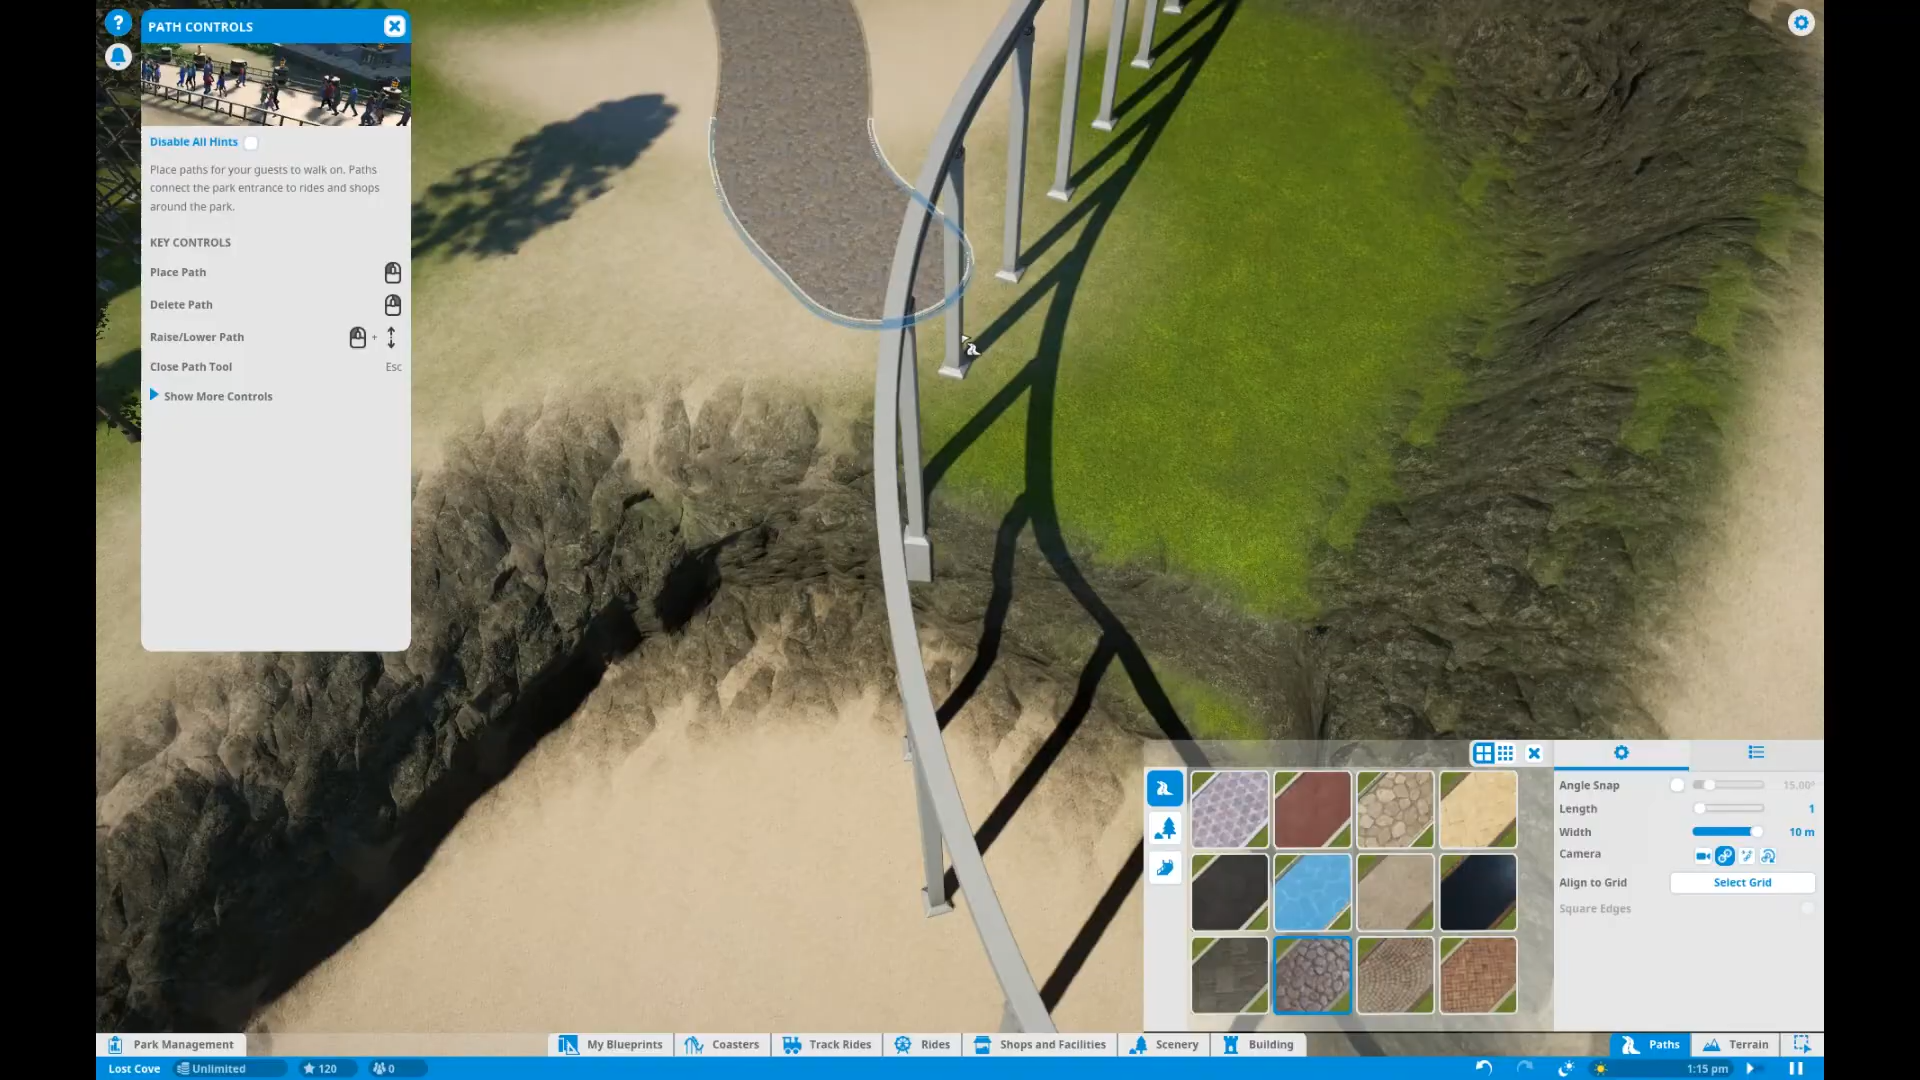 ?
PATH CONTROLS
Disable All Hints
Place paths for your guests to walk on. Paths
connect the park entrance to rides and shops
around the park.
KEY CONTROLS
Place Path
Delete Path
Raise/Lower Path +
Close Path Tool Esc
Show More Controls
Angle Snap 15.00°
Length 1
Width 10 m
Camera
Align to Grid Select Grid
Square Edges
Park Management
My Blueprints
Coasters
Track Rides
Rides
Shops and Facilities
Scenery
Building
Paths
Terrain
Lost Cove
Unlimited
120
0
1:15 pm